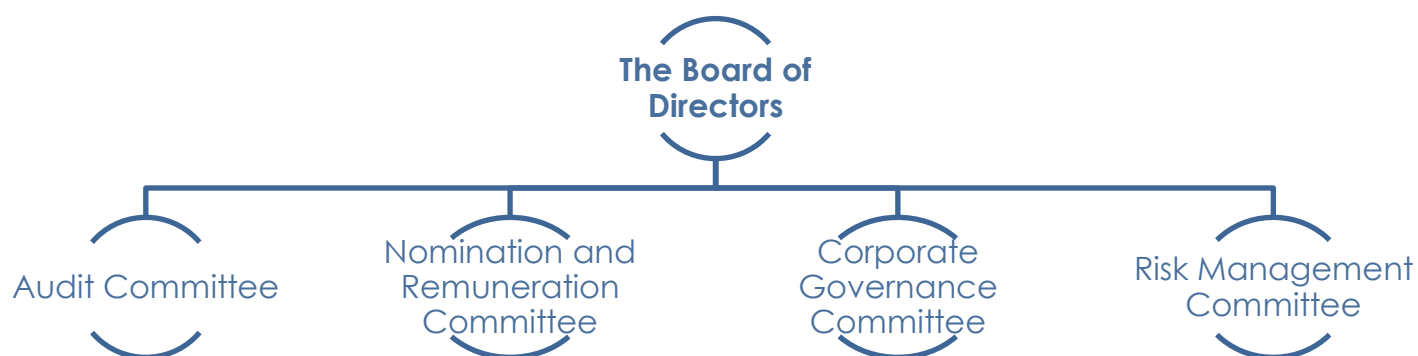 The Board of
Directors
Audit Committee
Nomination and
Remuneration
Committee
Corporate
Governance
Committee
Risk Management
Committee